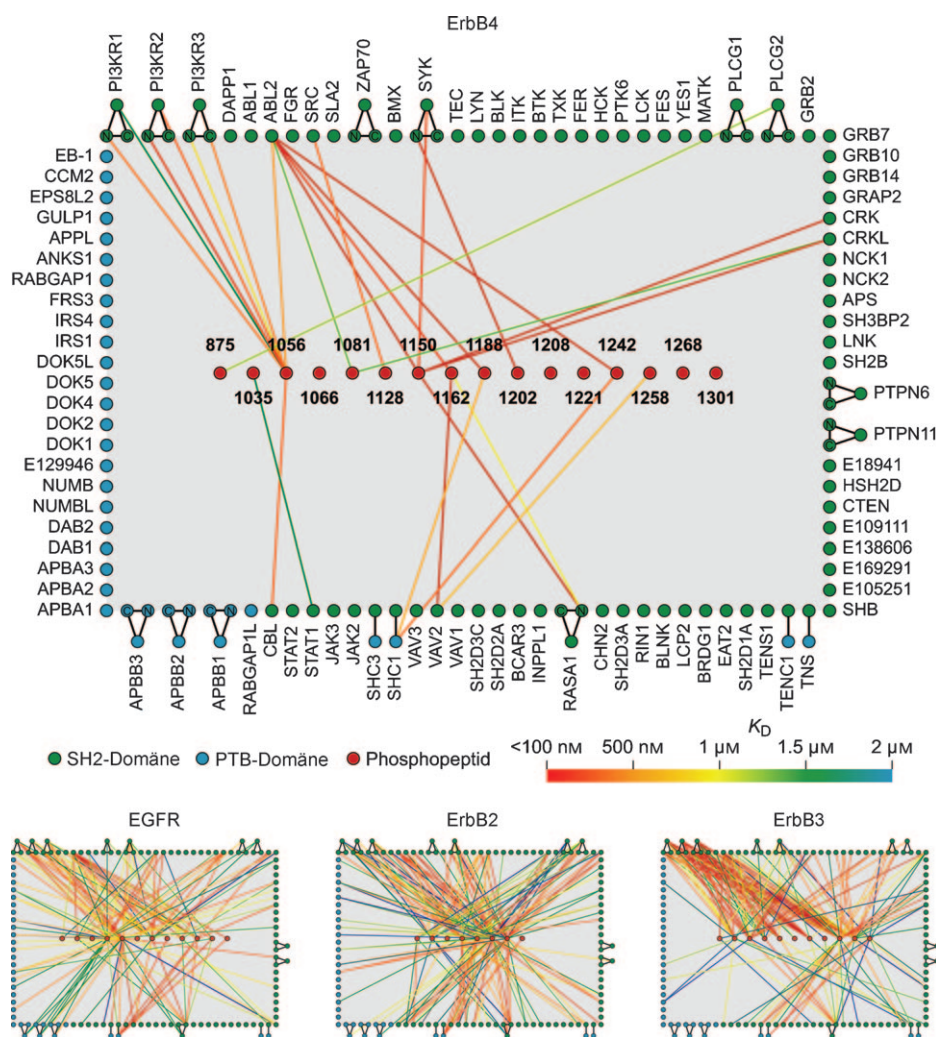 ErbB4
PI3KR1
PI3KR2
PI3KR3
DAPP1
ABL1
ABL2
FGR
SRC
SLA2
ZAP70
BMX
SYK
TEC
LYN
BLK
ITK
BTK
TXK
FER
HCK
PTK6
LCK
FES
YES1
MATK
PLCG1
PLCG2
GRB2
N C N C N C N C N C N C N C
EB-1
CCM2
EPS8L2
GULP1
APPL
ANKS1
RABGAP1
FRS3
IRS4
IRS1
DOK5L
DOK5
DOK4
DOK2
DOK1
E129946
NUMB
NUMBL
DAB2
DAB1
APBA3
APBA2
APBA1
GRB7
GRB10
GRB14
GRAP2
CRK
CRKL
NCK1
NCK2
APS
SH3BP2
LNK
SH2B
N
PTPN6
C
N
PTPN11
C
E18941
HSH2D
CTEN
E109111
E138606
E169291
E105251
SHB
875 1056 1081 1150 1188 1208 1242 1268
1035 1066 1128 1162 1202 1221 1258 1301
C N C N C N C N
APBB3
APBB2
APBB1
RABGAP1L
CBL
STAT2
STAT1
JAK3
JAK2
SHC3
SHC1
VAV3
VAV2
VAV1
SH2D3C
SH2D2A
BCAR3
INPPL1
RASA1
CHN2
SH2D3A
RIN1
BLNK
LCP2
BRDG1
EAT2
SH2D1A
TENS1
TENC1
TNS
SH2-Domäne PTB-Domäne Phosphopeptid
KD
<100 nM 500 nM 1 µM 1.5 µM 2 µM
EGFR ErbB2 ErbB3